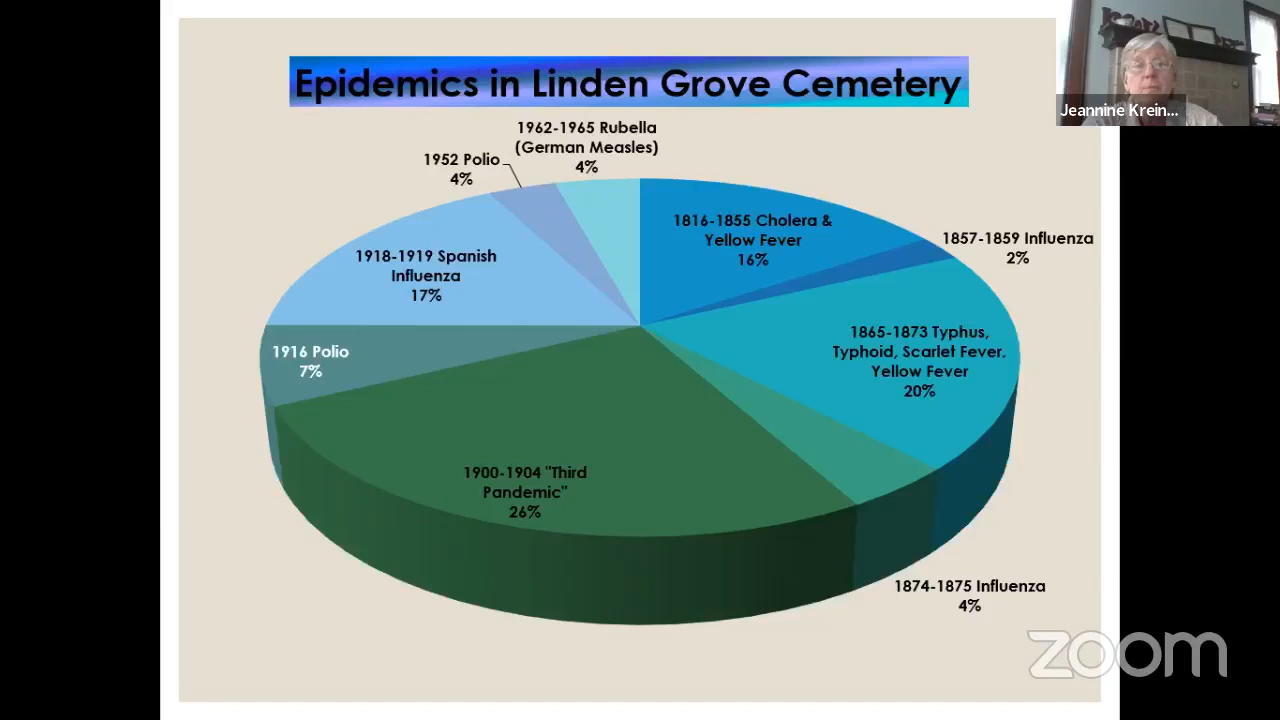 Epidemics in Linden Grove Cemetery
Jeannine Krein...
1962-1965 Rubella
(German Measles)
4%
1952 Polio
4%
1816-1855 Cholera &
Yellow Fever
16%
1857-1859 Influenza
2%
1918-1919 Spanish
Influenza
17%
1865-1873 Typhus,
Typhoid, Scarlet Fever.
Yellow Fever
20%
1916 Polio
7%
1900-1904 "Third
Pandemic"
26%
1874-1875 Influenza
4%
zoom